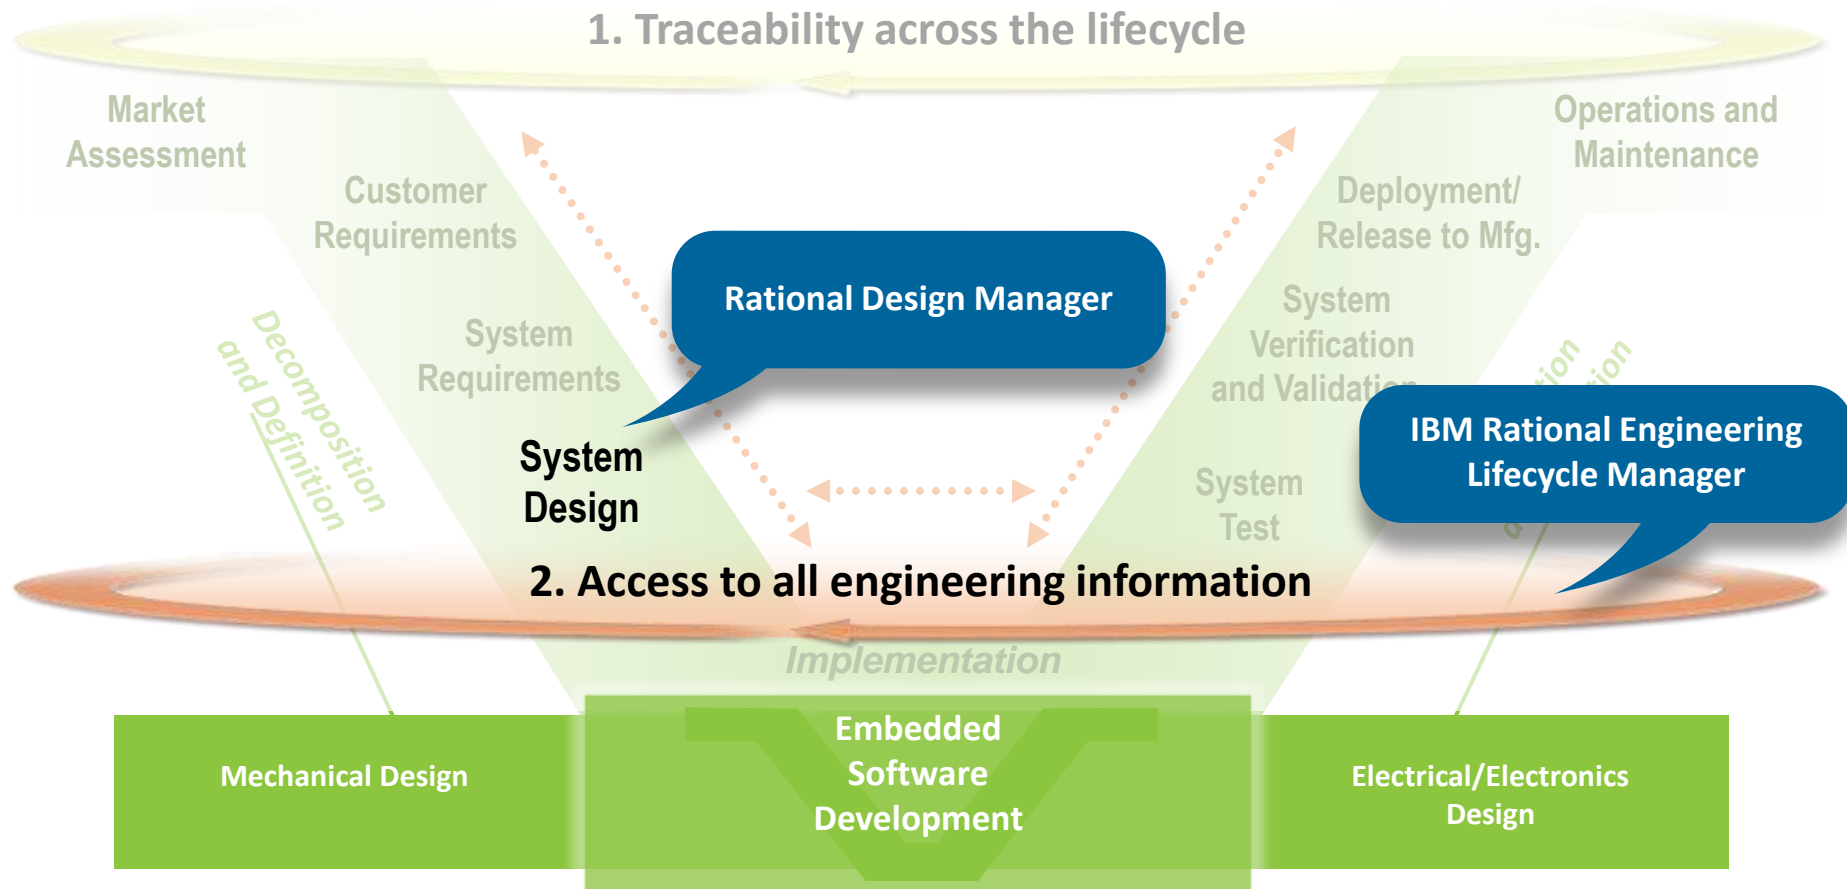 1. Traceability across the lifecycle
Market
Assessment
Operations and
Maintenance
Customer
Requirements
Deployment/
Release to Mfg.
Rational Design Manager
System
Requirements
System
Verification
and Validation
Decomposition
and Definition
IBM Rational Engineering
Lifecycle Manager
System
Design
System
Test
2. Access to all engineering information
Implementation
Mechanical Design
Embedded
Software
Development
Electrical/Electronics
Design